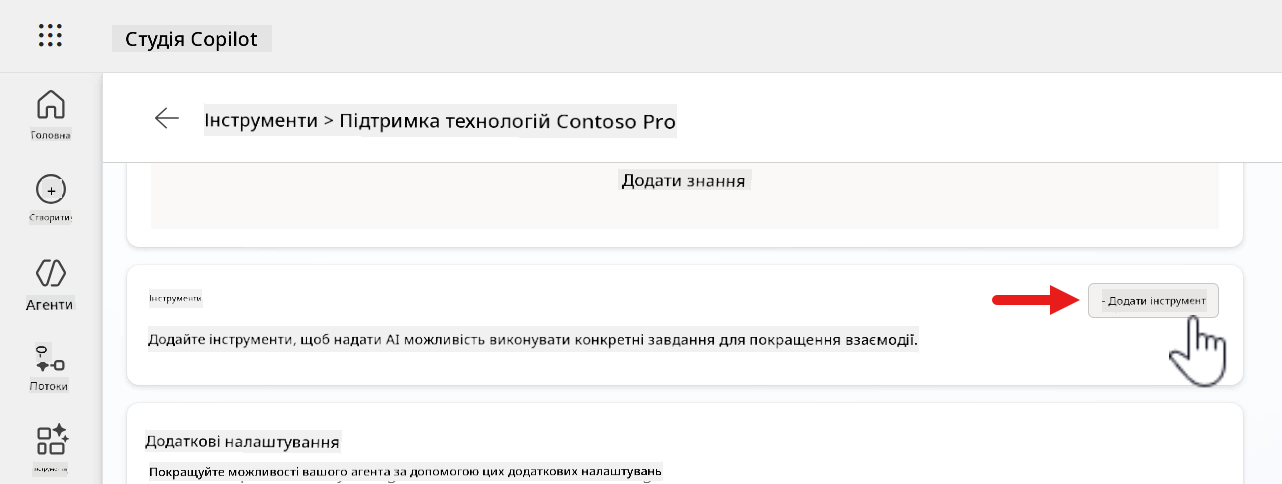 Студія Copilot
Головна
Створити
Агенти
Потоки
Інструменти > Підтримка технологій Contoso Pro
Додати знання
Інструменти
- Додати інструмент
Додайте інструменти, щоб надати AI можливість виконувати конкретні завдання для покращення взаємодії.
Додаткові налаштування
Покращуйте можливості вашого агента за допомогою цих додаткових налаштувань